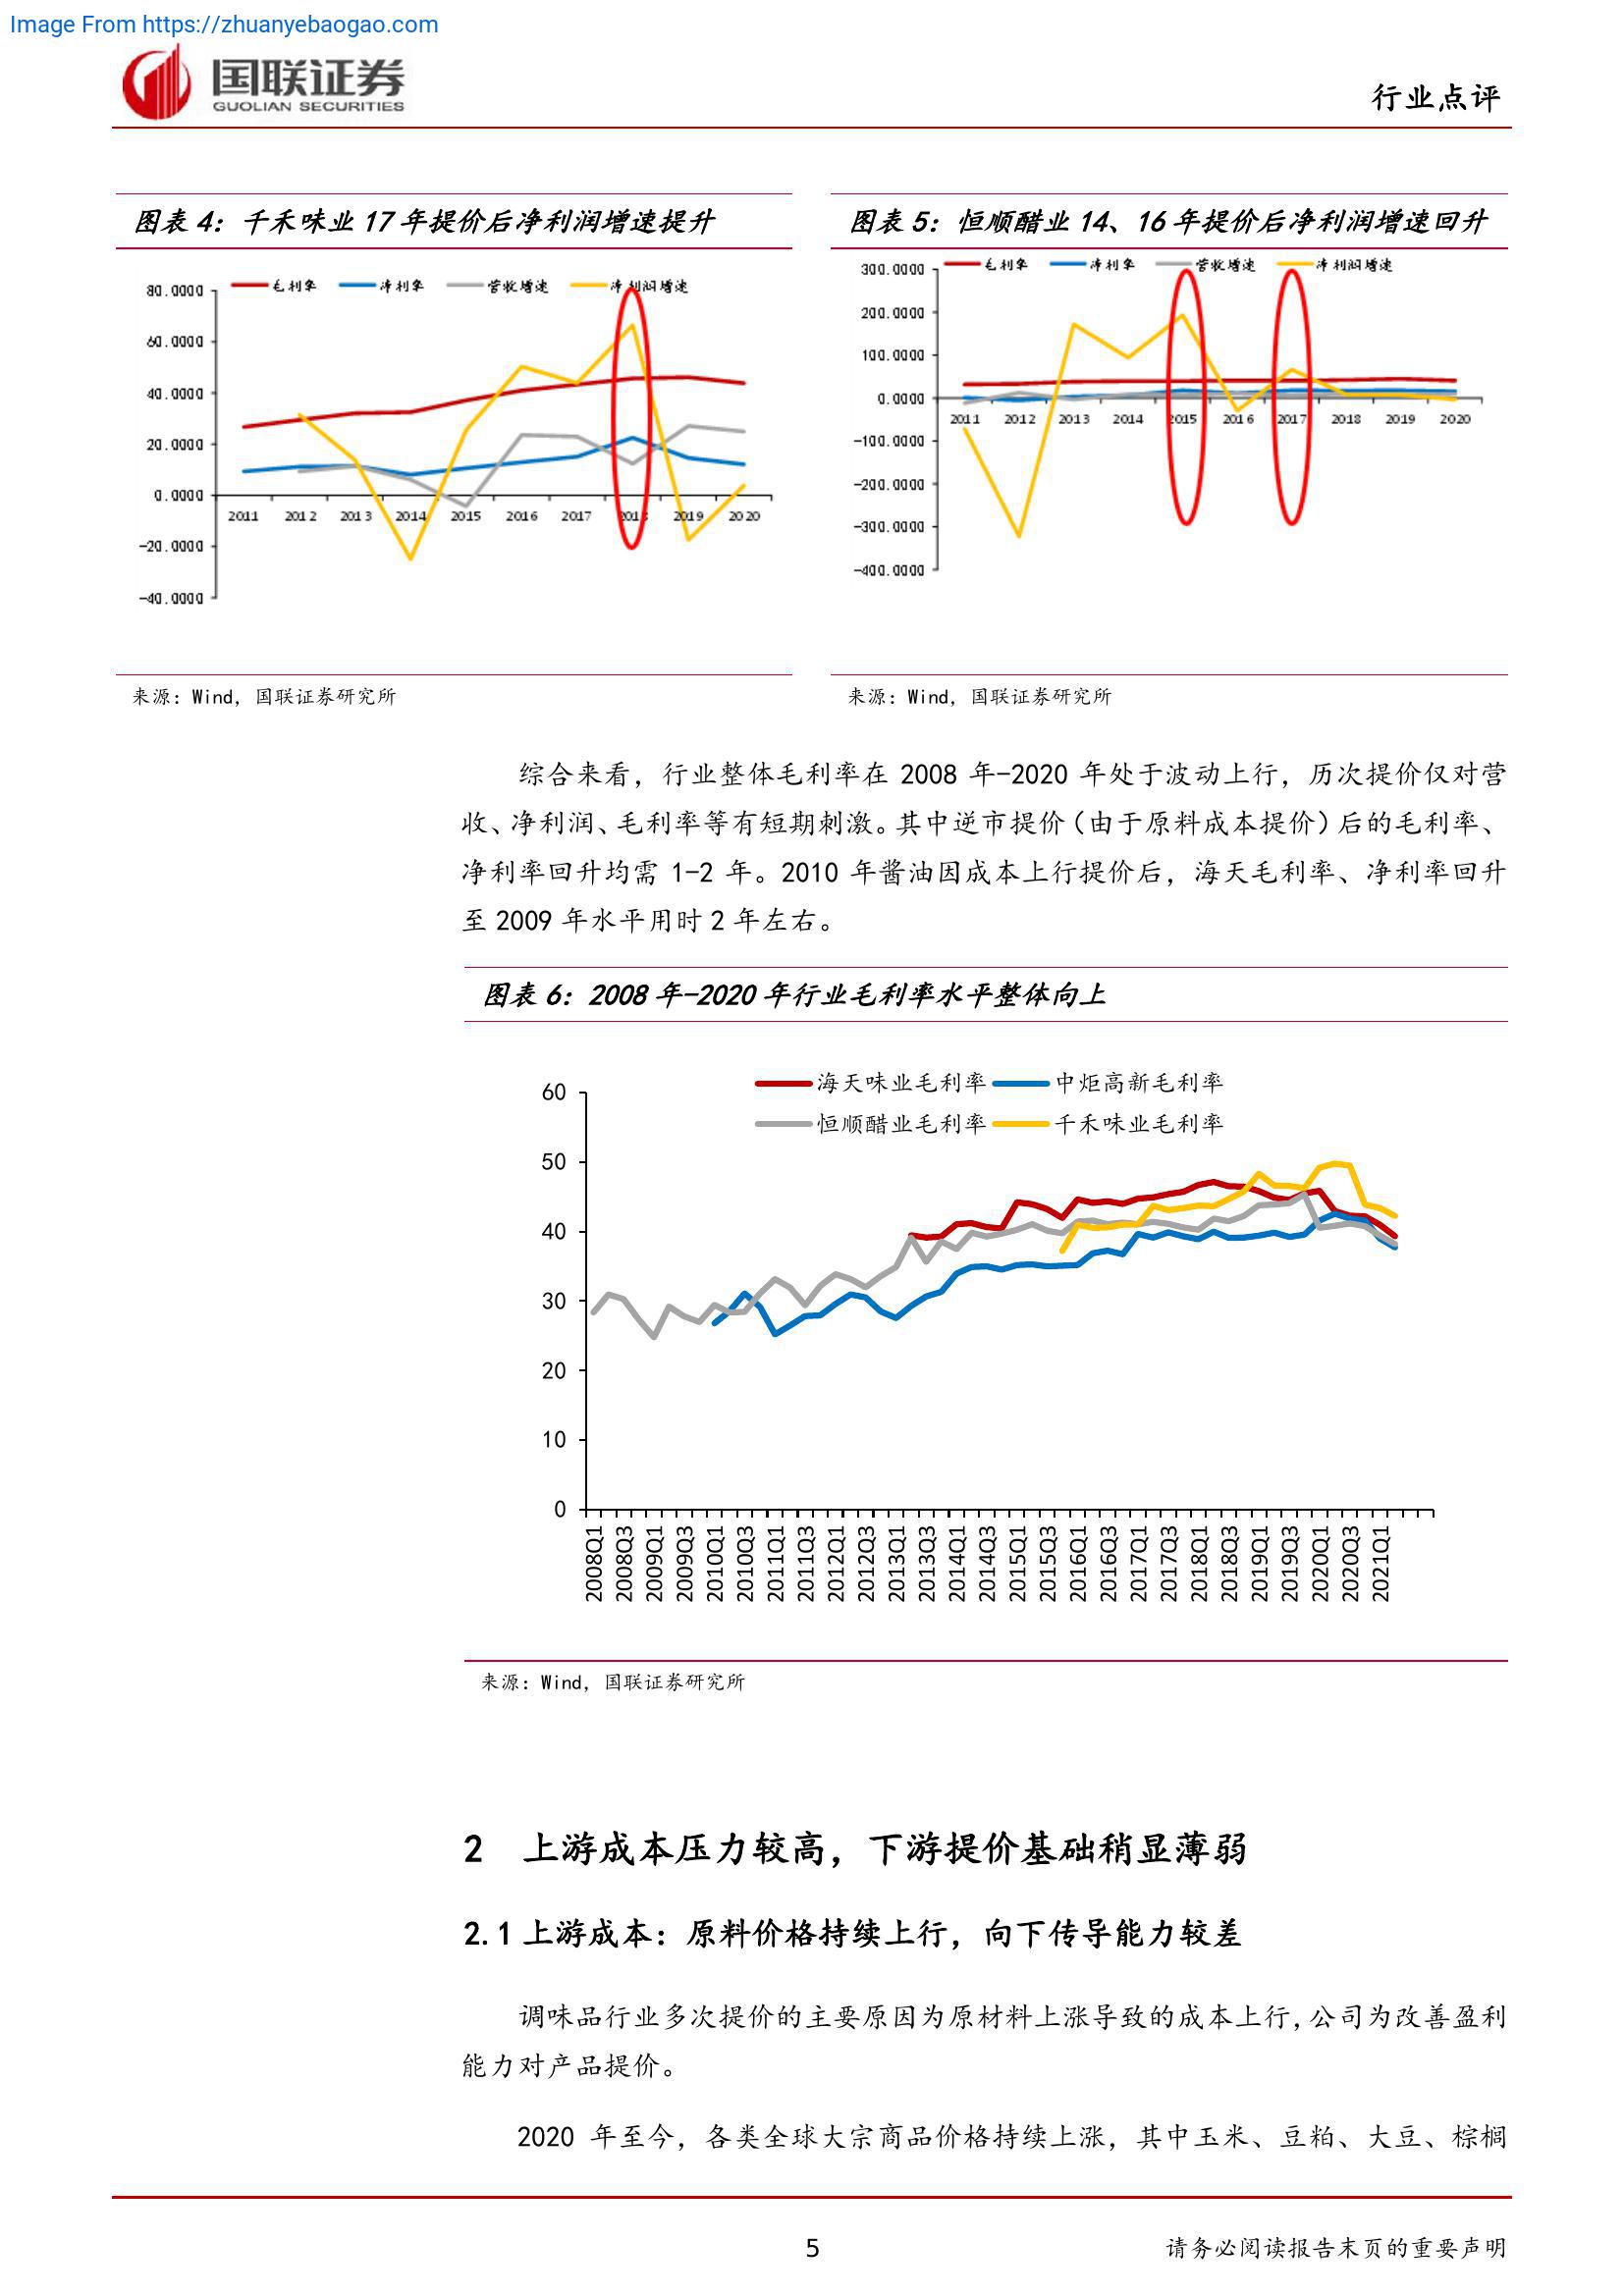 Image From https://zhuanyebaogao.com
国联证券
GUOLIAN SECURITIES
行业点评
图表 4：千禾味业 17 年提价后净利润增速提升
毛利率 净利率 营收增速 净利润增速
80.0000
60.0000
40.0000
20.0000
0.0000
-20.0000
-40.0000
2011 2012 2013 2014 2015 2016 2017 2018 2019 2020
来源：Wind，国联证券研究所
图表 5：恒顺醋业 14、16 年提价后净利润增速回升
毛利率 净利率 营收增速 净利润增速
300.0000
200.0000
100.0000
0.0000
-100.0000
-200.0000
-300.0000
-400.0000
2011 2012 2013 2014 2015 2016 2017 2018 2019 2020
来源：Wind，国联证券研究所
综合来看，行业整体毛利率在 2008 年-2020 年处于波动上行，历次提价仅对营
收、净利润、毛利率等有短期刺激。其中逆市提价（由于原料成本提价）后的毛利率、
净利率回升均需 1-2 年。2010 年酱油因成本上行提价后，海天毛利率、净利率回升
至 2009 年水平用时 2 年左右。
图表 6：2008 年-2020 年行业毛利率水平整体向上
海天味业毛利率 中炬高新毛利率
恒顺醋业毛利率 千禾味业毛利率
60
50
40
30
20
10
0
2008Q1 2008Q3 2009Q1 2009Q3 2010Q1 2010Q3 2011Q1 2011Q3 2012Q1 2012Q3 2013Q1 2013Q3 2014Q1 2014Q3 2015Q1 2015Q3 2016Q1 2016Q3 2017Q1 2017Q3 2018Q1 2018Q3 2019Q1 2019Q3 2020Q1 2020Q3 2021Q1
来源：Wind，国联证券研究所
2 上游成本压力较高，下游提价基础稍显薄弱
2.1 上游成本：原料价格持续上行，向下传导能力较差
调味品行业多次提价的主要原因为原材料上涨导致的成本上行，公司为改善盈利
能力对产品提价。
2020 年至今，各类全球大宗商品价格持续上涨，其中玉米、豆粕、大豆、棕榈
5
请务必阅读报告末页的重要声明